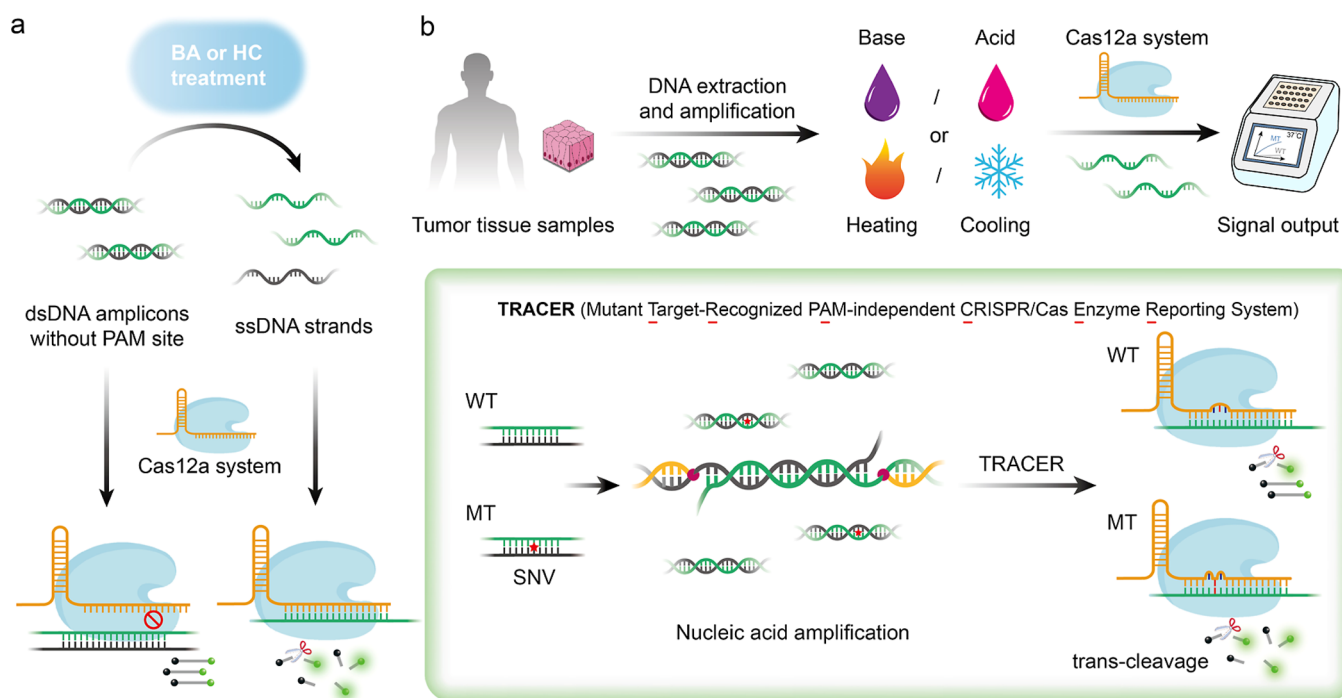 a
BA or HC
treatment
dsDNA amplicons
without PAM site
ssDNA strands
Cas12a system
b
Tumor tissue samples
DNA extraction
and amplification
Base
Acid
/
or
/
Heating
Cooling
Cas12a system
37°C
MT
WT
Signal output
TRACER (Mutant Target-Recognized PAM-independent CRISPR/Cas Enzyme Reporting System)
WT
MT
SNV
Nucleic acid amplification
TRACER
WT
MT
trans-cleavage